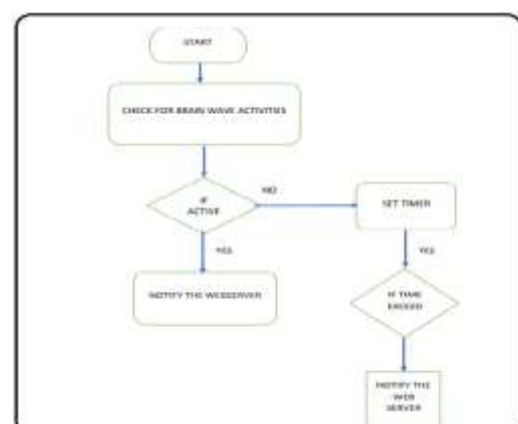 START
CHECK FOR BRAIN WAVE ACTIVITIES
IF
ACTIVE
NO
SET TIMER
YES
YES
NOTIFY THE WEBSERVER
IF TIME
EXCEED
NOTIFY THE
WEB
SERVER